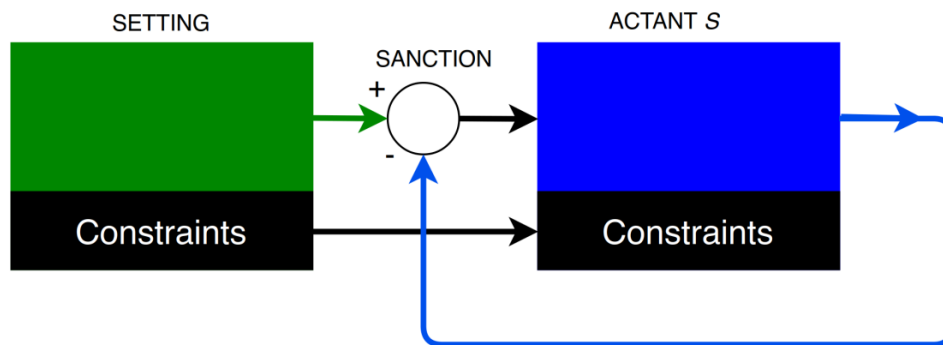 SETTING
ACTANT S
SANCTION
+
-
Constraints
Constraints